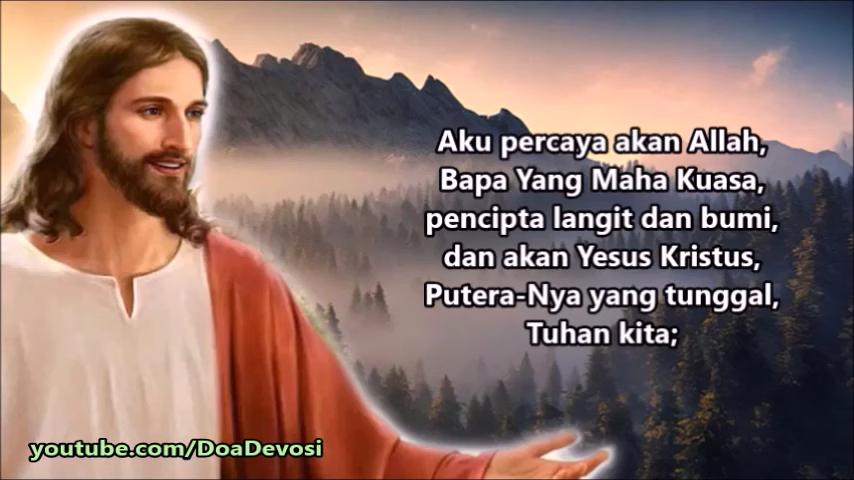 Aku percaya akan Allah,
Bapa Yang Maha Kuasa,
pencipta langit dan bumi,
dan akan Yesus Kristus,
Putera-Nya yang tunggal,
Tuhan kita;
youtube.com/DoaDevosi